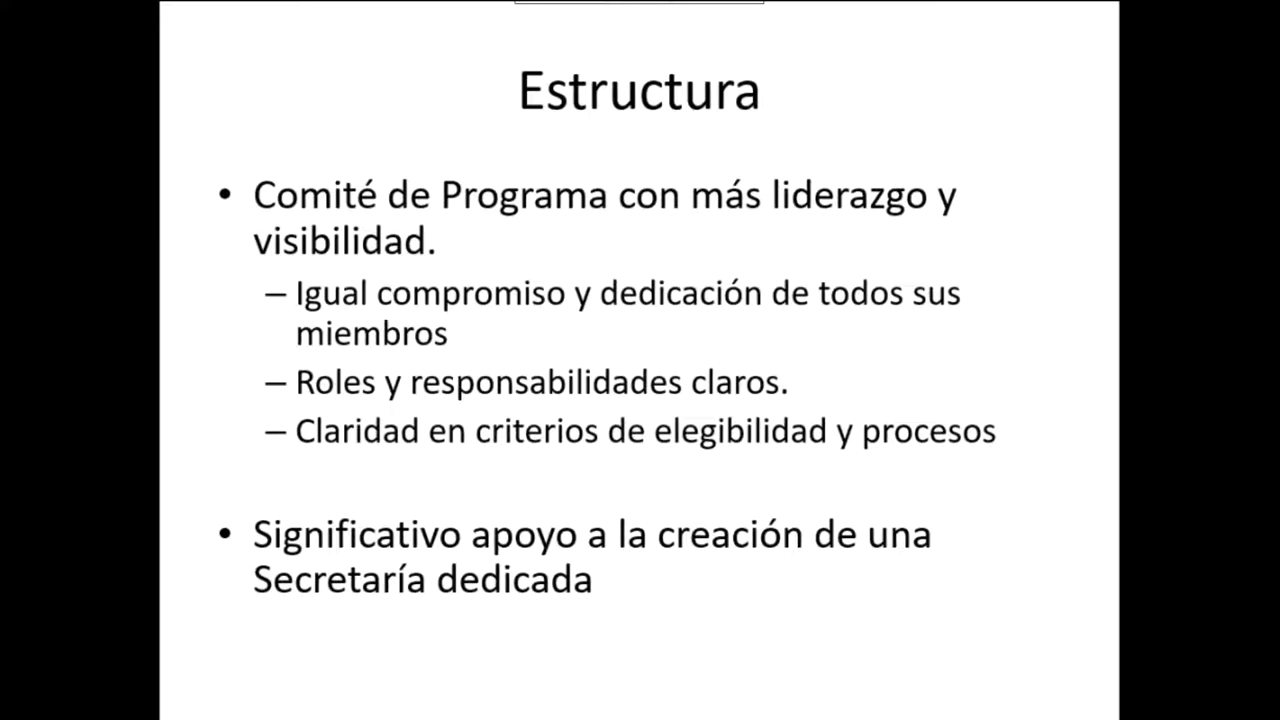 Estructura
• Comité de Programa con más liderazgo y
visibilidad.
– Igual compromiso y dedicación de todos sus
miembros
– Roles y responsabilidades claros.
– Claridad en criterios de elegibilidad y procesos
• Significativo apoyo a la creación de una
Secretaría dedicada